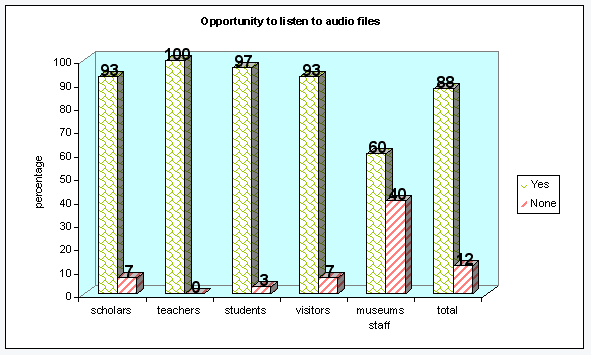 Opportunity to listen to audio files
percentage
100
90
80
70
60
50
40
30
20
10
0
93
7
100
0
97
3
93
7
60
40
88
12
scholars
teachers
students
visitors
museums
staff
total
Yes
None